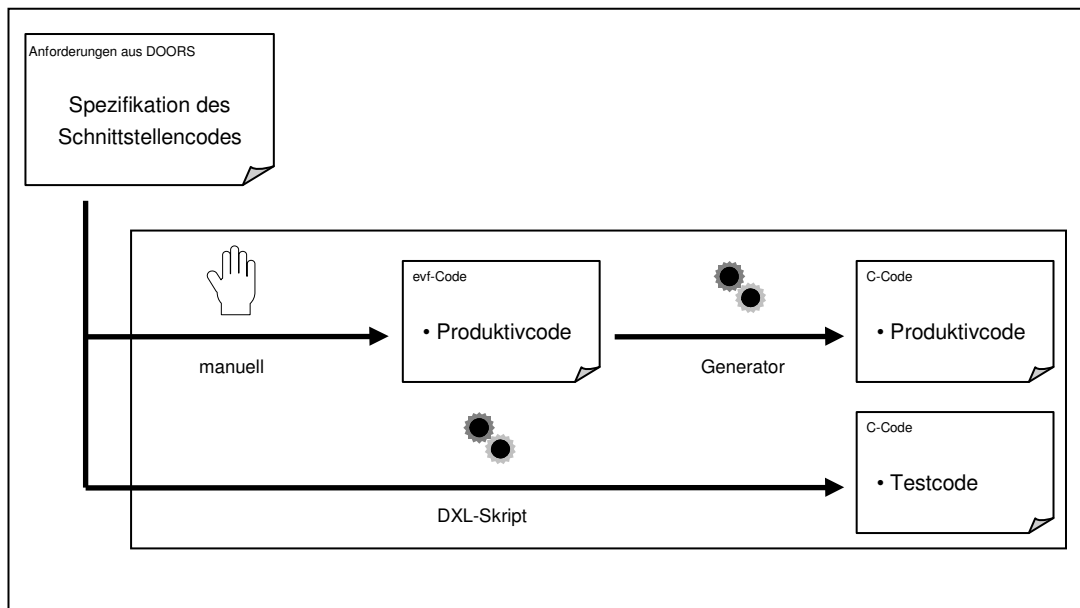 Anforderungen aus DOORS
Spezifikation des
Schnittstellencodes
evf-Code
• Produktivcode
C-Code
• Produktivcode
manuell
Generator
C-Code
• Testcode
DXL-Skript